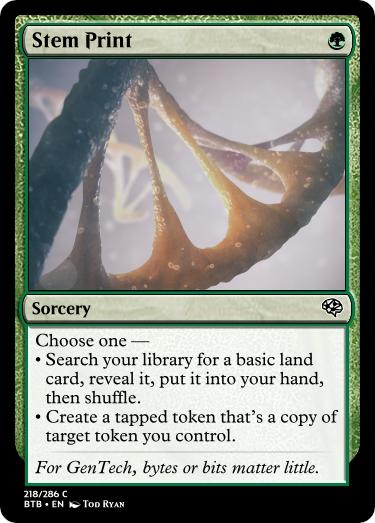 Stem Print
Sorcery
Choose one —
• Search your library for a basic land
card, reveal it, put it into your hand,
then shuffle.
• Create a tapped token that's a copy of
target token you control.
For GenTech, bytes or bits matter little.
218/286 C
BTB • EN Tod Ryan